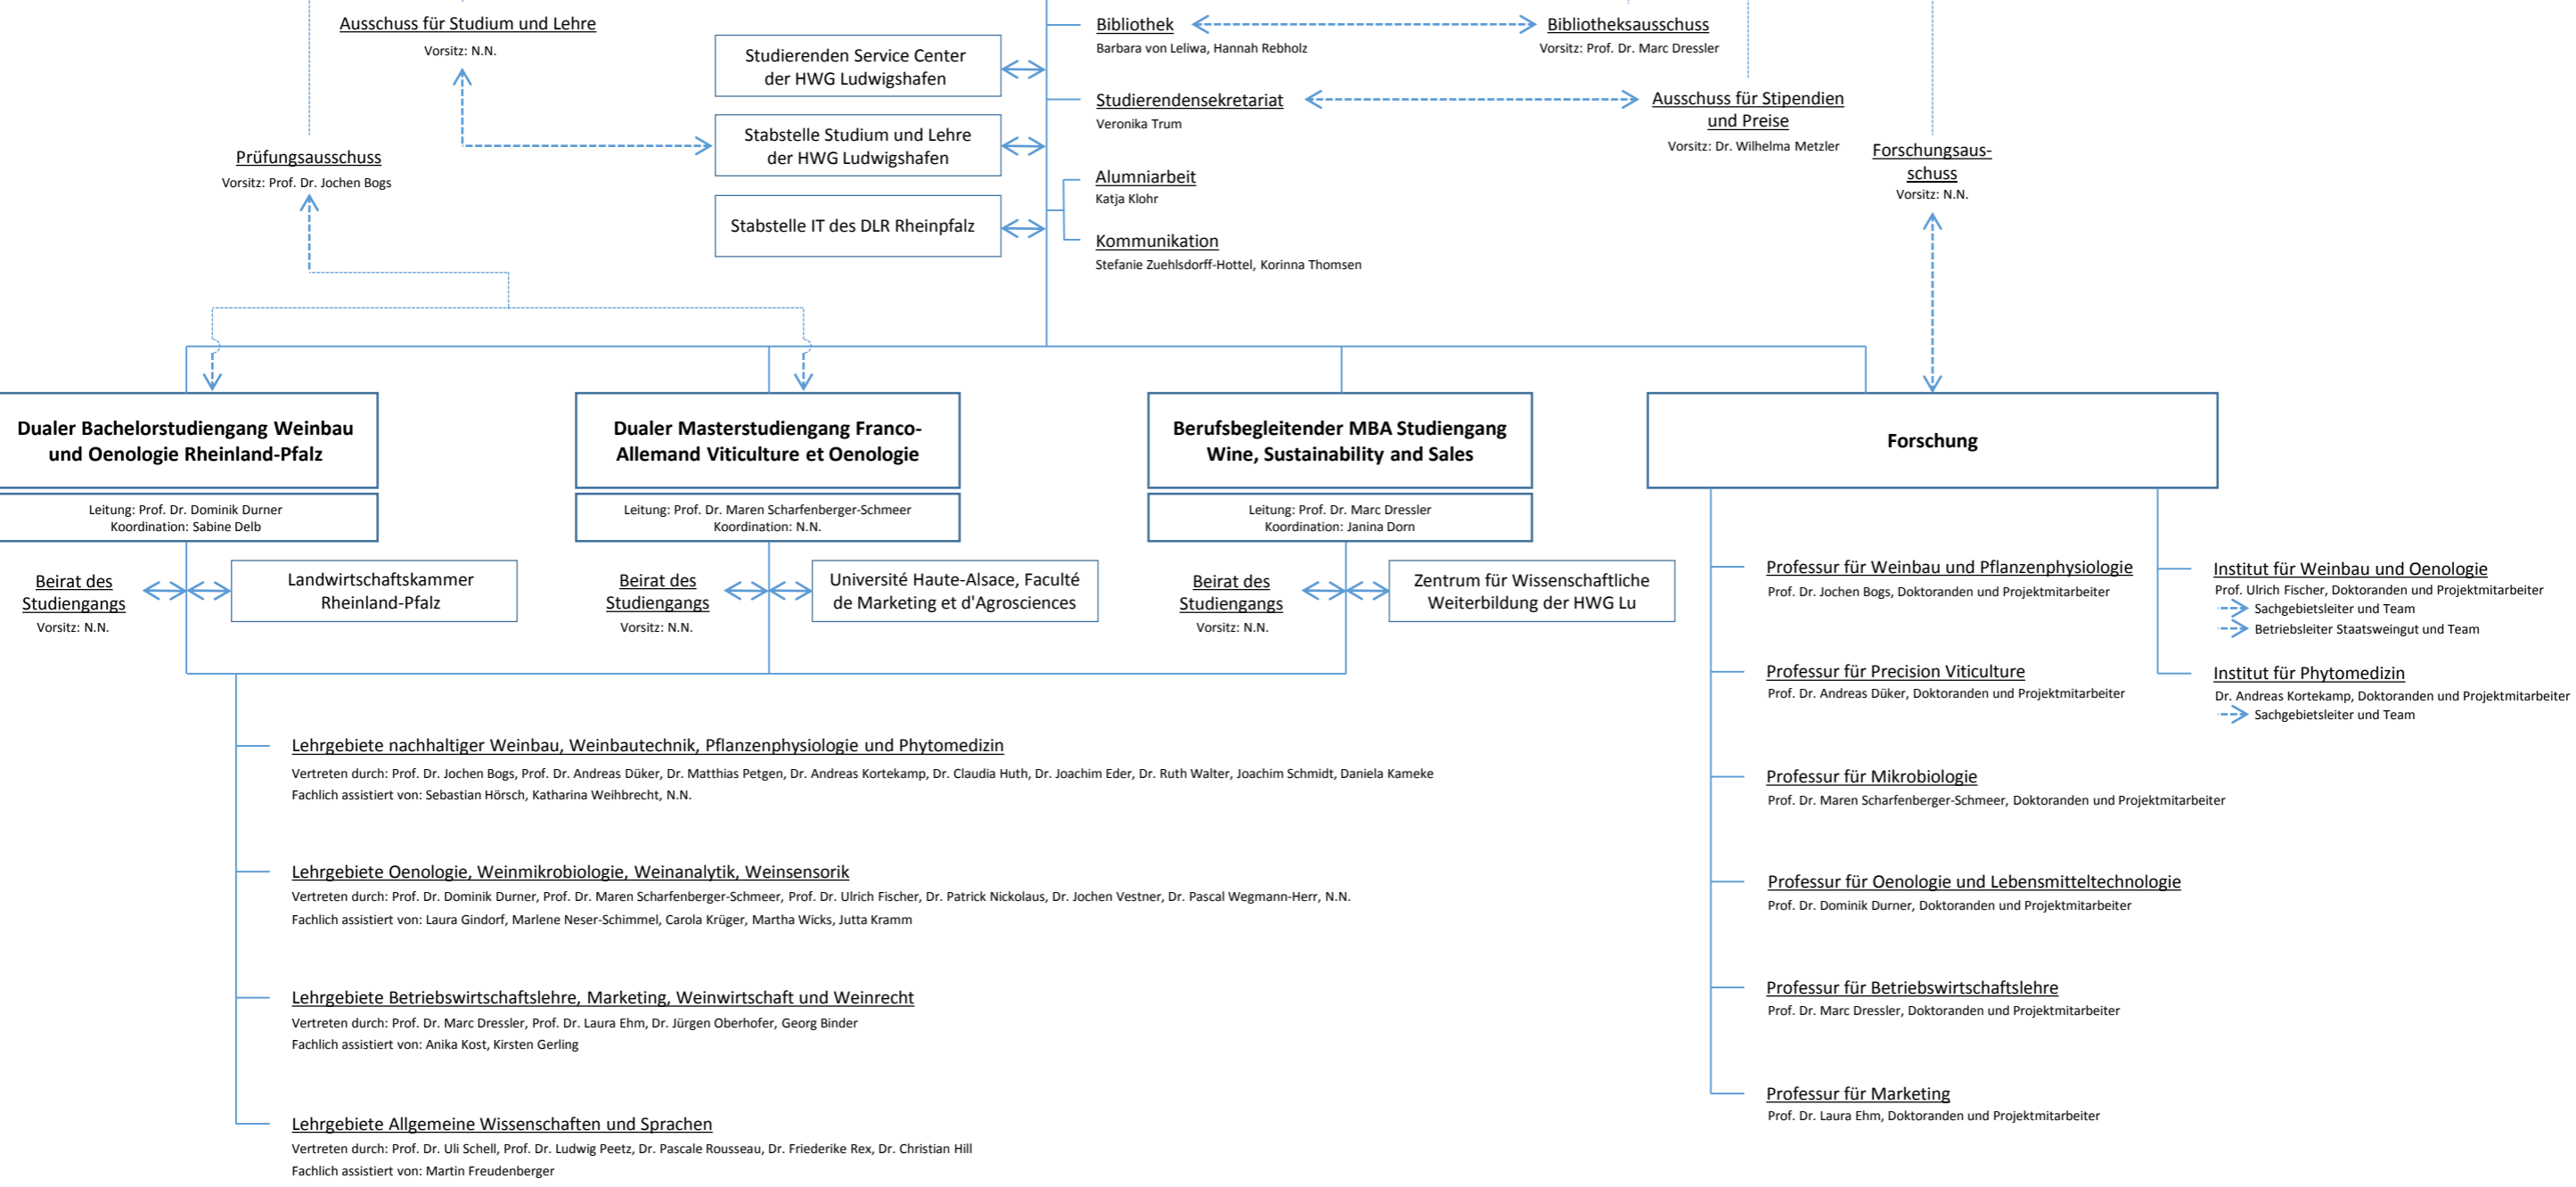 Ausschuss für Studium und Lehre
Vorsitz: N.N.
Studierenden Service Center
der HWG Ludwigshafen
Bibliothek
Barbara von Leliwa, Hannah Rebholz
Bibliotheksausschuss
Vorsitz: Prof. Dr. Marc Dressler
Stabstelle Studium und Lehre
der HWG Ludwigshafen
Studierendensekretariat
Veronika Trum
Ausschuss für Stipendien
und Preise
Vorsitz: Dr. Wilhelma Metzler
Prüfungsausschuss
Vorsitz: Prof. Dr. Jochen Bogs
Forschungsaus-
schuss
Vorsitz: N.N.
Stabstelle IT des DLR Rheinpfalz
Alumniarbeit
Katja Klohr
Kommunikation
Stefanie Zuehlsdorff-Hottel, Korinna Thomsen
Dualer Bachelorstudiengang Weinbau
und Oenologie Rheinland-Pfalz
Leitung: Prof. Dr. Dominik Durner
Koordination: Sabine Delb
Dualer Masterstudiengang Franco-
Allemand Viticulture et Oenologie
Leitung: Prof. Dr. Maren Scharfenberger-Schmeer
Koordination: N.N.
Berufsbegleitender MBA Studiengang
Wine, Sustainability and Sales
Leitung: Prof. Dr. Marc Dressler
Koordination: Janina Dorn
Forschung
Beirat des
Studiengangs
Vorsitz: N.N.
Landwirtschaftskammer
Rheinland-Pfalz
Beirat des
Studiengangs
Vorsitz: N.N.
Université Haute-Alsace, Faculté
de Marketing et d'Agrosciences
Beirat des
Studiengangs
Vorsitz: N.N.
Zentrum für Wissenschaftliche
Weiterbildung der HWG Lu
Lehrgebiete nachhaltiger Weinbau, Weinbautechnik, Pflanzenphysiologie und Phytomedizin
Vertreten durch: Prof. Dr. Jochen Bogs, Prof. Dr. Andreas Düker, Dr. Matthias Petgen, Dr. Andreas Kortekamp, Dr. Claudia Huth, Dr. Joachim Eder, Dr. Ruth Walter, Joachim Schmidt, Daniela Kameke
Fachlich assistiert von: Sebastian Hörsch, Katharina Weihbrecht, N.N.
Lehrgebiete Oenologie, Weinmikrobiologie, Weinanalytik, Weinsensorik
Vertreten durch: Prof. Dr. Dominik Durner, Prof. Dr. Maren Scharfenberger-Schmeer, Prof. Dr. Ulrich Fischer, Dr. Patrick Nickolaus, Dr. Jochen Vestner, Dr. Pascal Wegmann-Herr, N.N.
Fachlich assistiert von: Laura Gindorf, Marlene Neser-Schimmel, Carola Krüger, Martha Wicks, Jutta Kramm
Lehrgebiete Betriebswirtschaftslehre, Marketing, Weinwirtschaft und Weinrecht
Vertreten durch: Prof. Dr. Marc Dressler, Prof. Dr. Laura Ehm, Dr. Jürgen Oberhofer, Georg Binder
Fachlich assistiert von: Anika Kost, Kirsten Gerling
Lehrgebiete Allgemeine Wissenschaften und Sprachen
Vertreten durch: Prof. Dr. Uli Schell, Prof. Dr. Ludwig Peetz, Dr. Pascale Rousseau, Dr. Friederike Rex, Dr. Christian Hill
Fachlich assistiert von: Martin Freudenberger
Professur für Weinbau und Pflanzenphysiologie
Prof. Dr. Jochen Bogs, Doktoranden und Projektmitarbeiter
Professur für Precision Viticulture
Prof. Dr. Andreas Düker, Doktoranden und Projektmitarbeiter
Professur für Mikrobiologie
Prof. Dr. Maren Scharfenberger-Schmeer, Doktoranden und Projektmitarbeiter
Professur für Oenologie und Lebensmitteltechnologie
Prof. Dr. Dominik Durner, Doktoranden und Projektmitarbeiter
Professur für Betriebswirtschaftslehre
Prof. Dr. Marc Dressler, Doktoranden und Projektmitarbeiter
Professur für Marketing
Prof. Dr. Laura Ehm, Doktoranden und Projektmitarbeiter
Institut für Weinbau und Oenologie
Prof. Ulrich Fischer, Doktoranden und Projektmitarbeiter
Sachgebietsleiter und Team
Betriebsleiter Staatsweingut und Team
Institut für Phytomedizin
Dr. Andreas Kortekamp, Doktoranden und Projektmitarbeiter
Sachgebietsleiter und Team